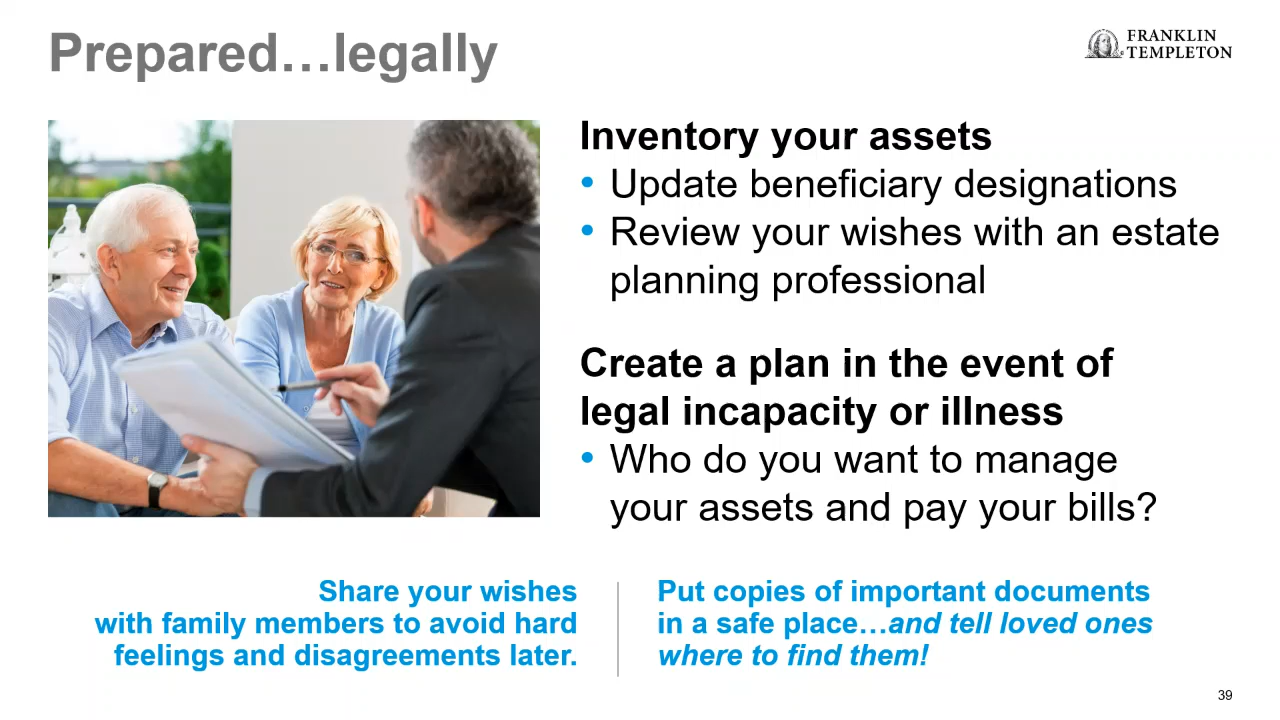 Prepared…legally
FRANKLIN
TEMPLETON
Inventory your assets
• Update beneficiary designations
• Review your wishes with an estate
planning professional
Create a plan in the event of
legal incapacity or illness
• Who do you want to manage
your assets and pay your bills?
Share your wishes
with family members to avoid hard
feelings and disagreements later.
Put copies of important documents
in a safe place…and tell loved ones
where to find them!
39